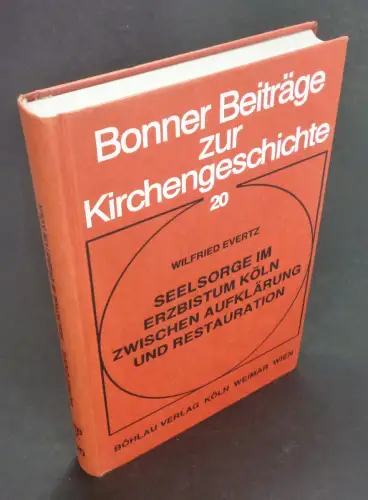 Bonner Beiträge
zur
Kirchengeschichte
20
WILFRIED EVERTZ
SEELSORGE IM
ERZBISTUM KÖLN
ZWISCHEN AUFKLÄRUNG
UND RESTAURATION
BÖHLAU VERLAG KÖLN WEIMAR WIEN